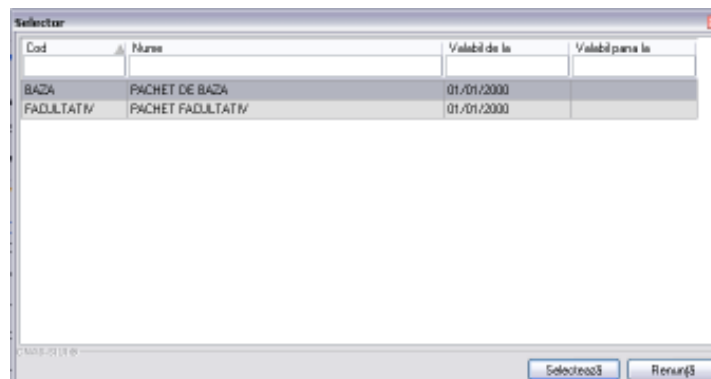 Selector
Cod Nume Valabil de la Valabil pana la
BAZA PACHET DE BAZA 01/01/2000
FACULTATIV PACHET FACULTATIV 01/01/2000
Selectează Renunță